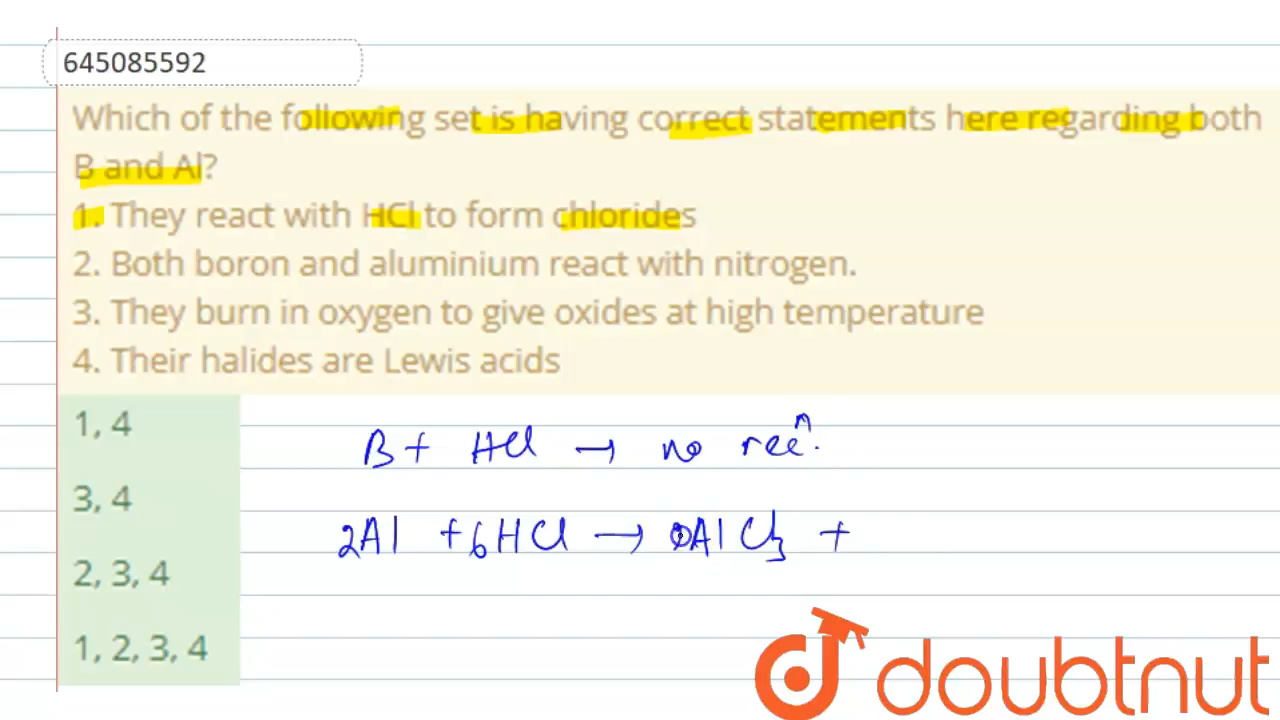 645085592
Which of the following set is having correct statements here regarding both
B and Al?
1. They react with HCl to form chlorides
2. Both boron and aluminium react with nitrogen.
3. They burn in oxygen to give oxides at high temperature
4. Their halides are Lewis acids
1, 4
3, 4
2, 3, 4
1, 2, 3, 4
B + HCl → no
2Al + 6HCl → AlCl3 +
doubtnut